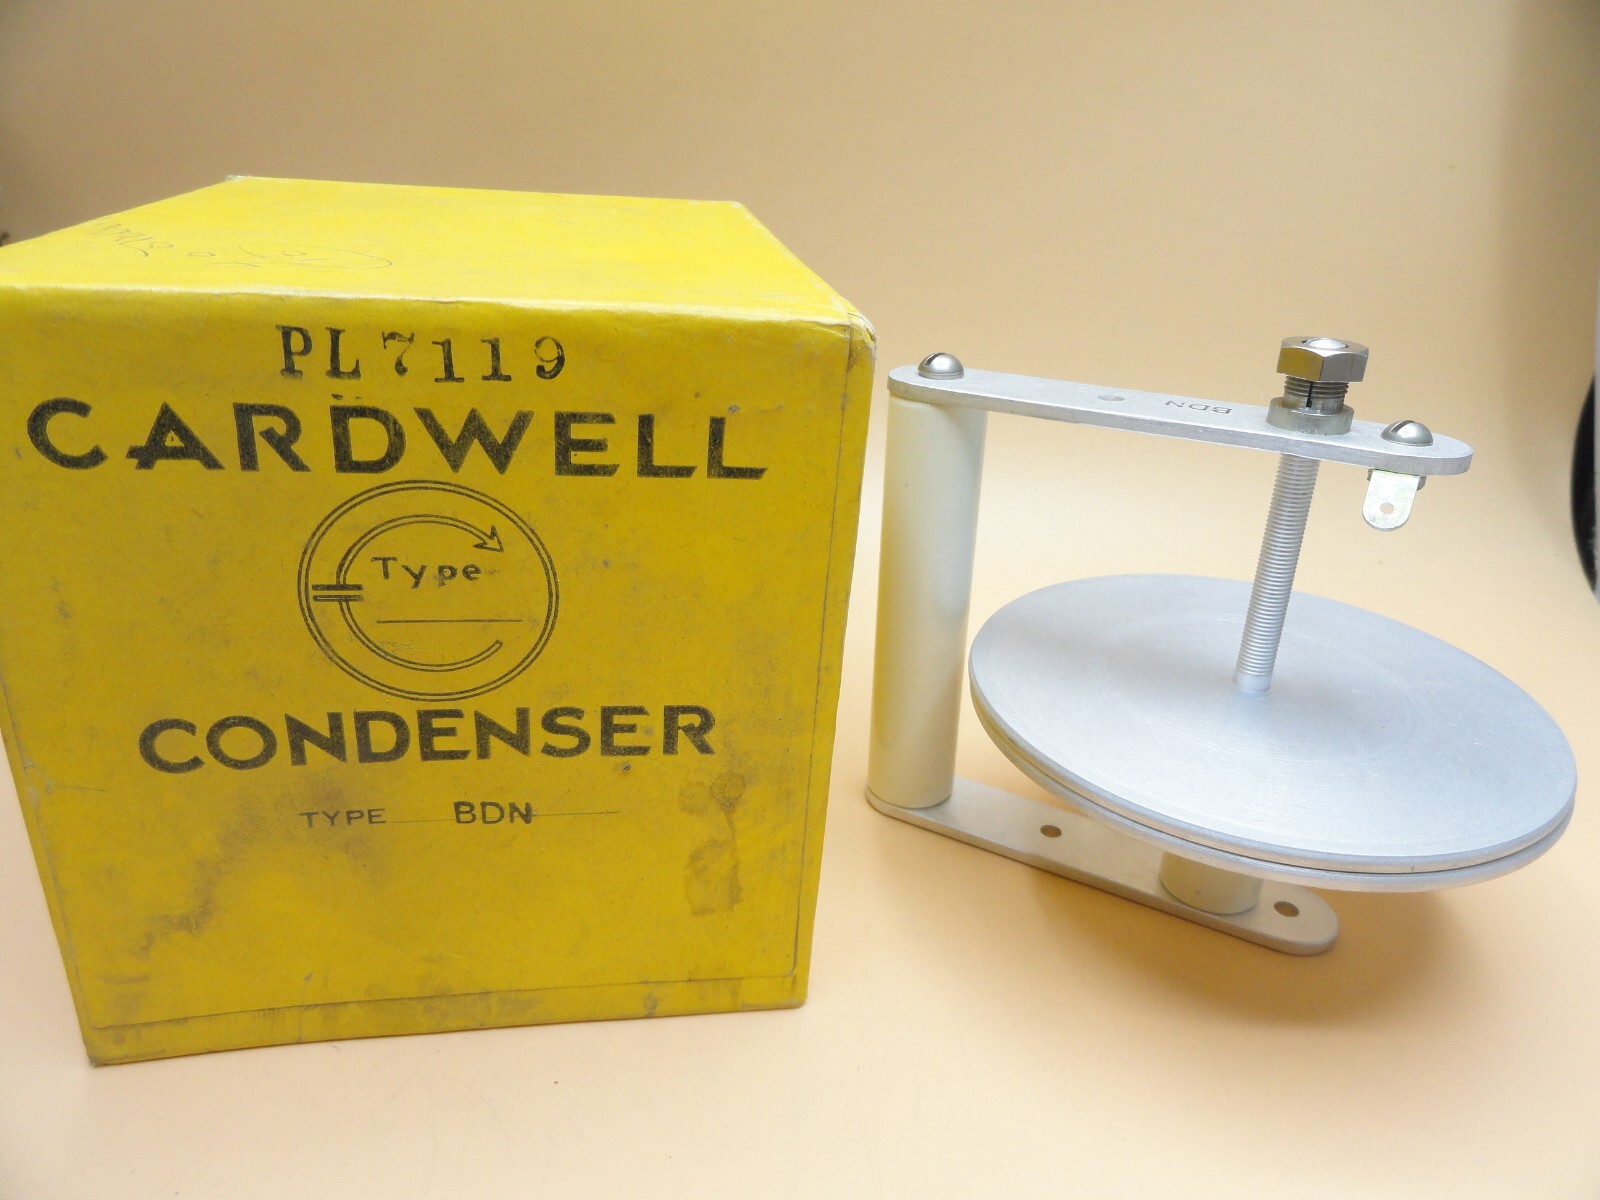 PL7119
CARDWELL
Type
CONDENSER
TYPE BDN
BDN